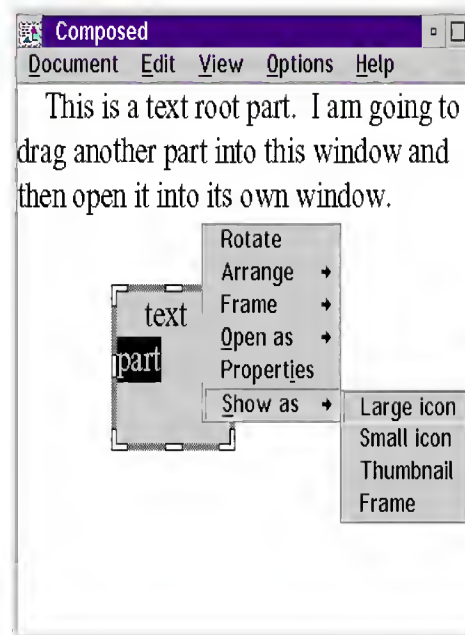 Composed
Document Edit View Options Help
This is a text root part. I am going to
drag another part into this window and
then open it into its own window.
text
part
Rotate
Arrange
Frame
Open as
Properties
Show as
Large icon
Small icon
Thumbnail
Frame